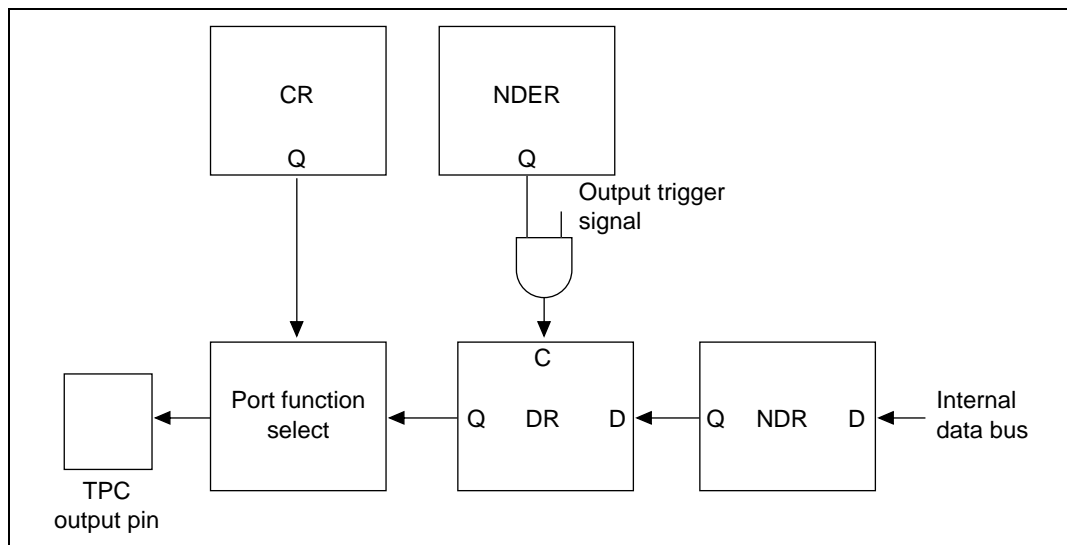 CR
Q
NDER
Q
Output trigger
signal
C
Port function
select
Q
DR
D
Q
NDR
D
Internal
data bus
TPC
output pin